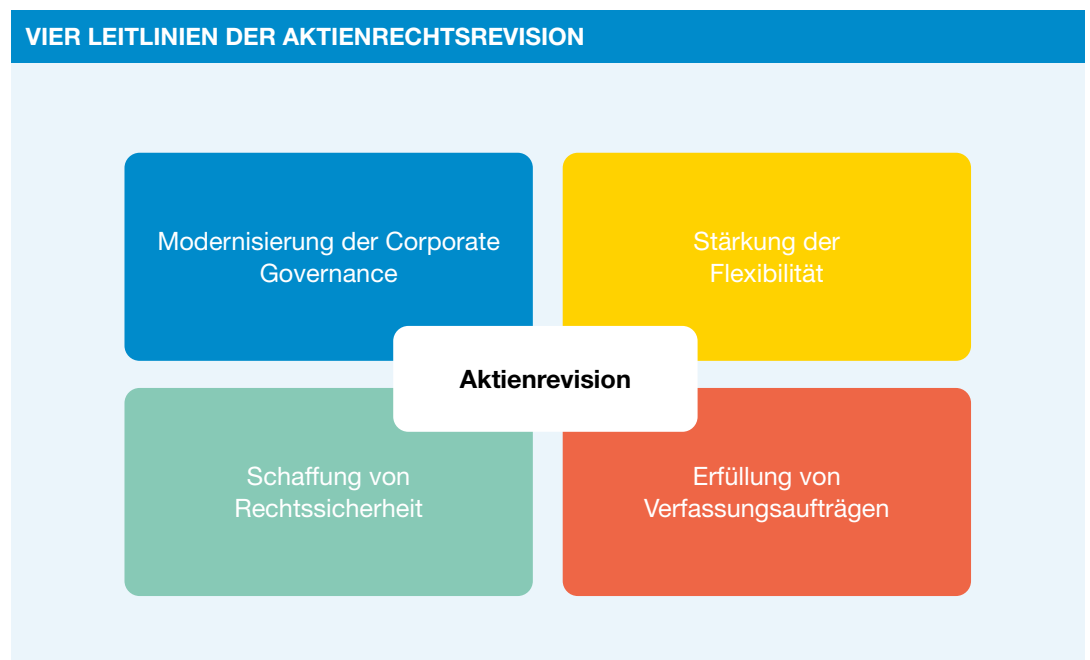 VIER LEITLINIEN DER AKTIENRECHTSREVISION
Modernisierung der Corporate
Governance
Stärkung der
Flexibilität
Aktienrevision
Schaffung von
Rechtssicherheit
Erfüllung von
Verfassungsaufträgen